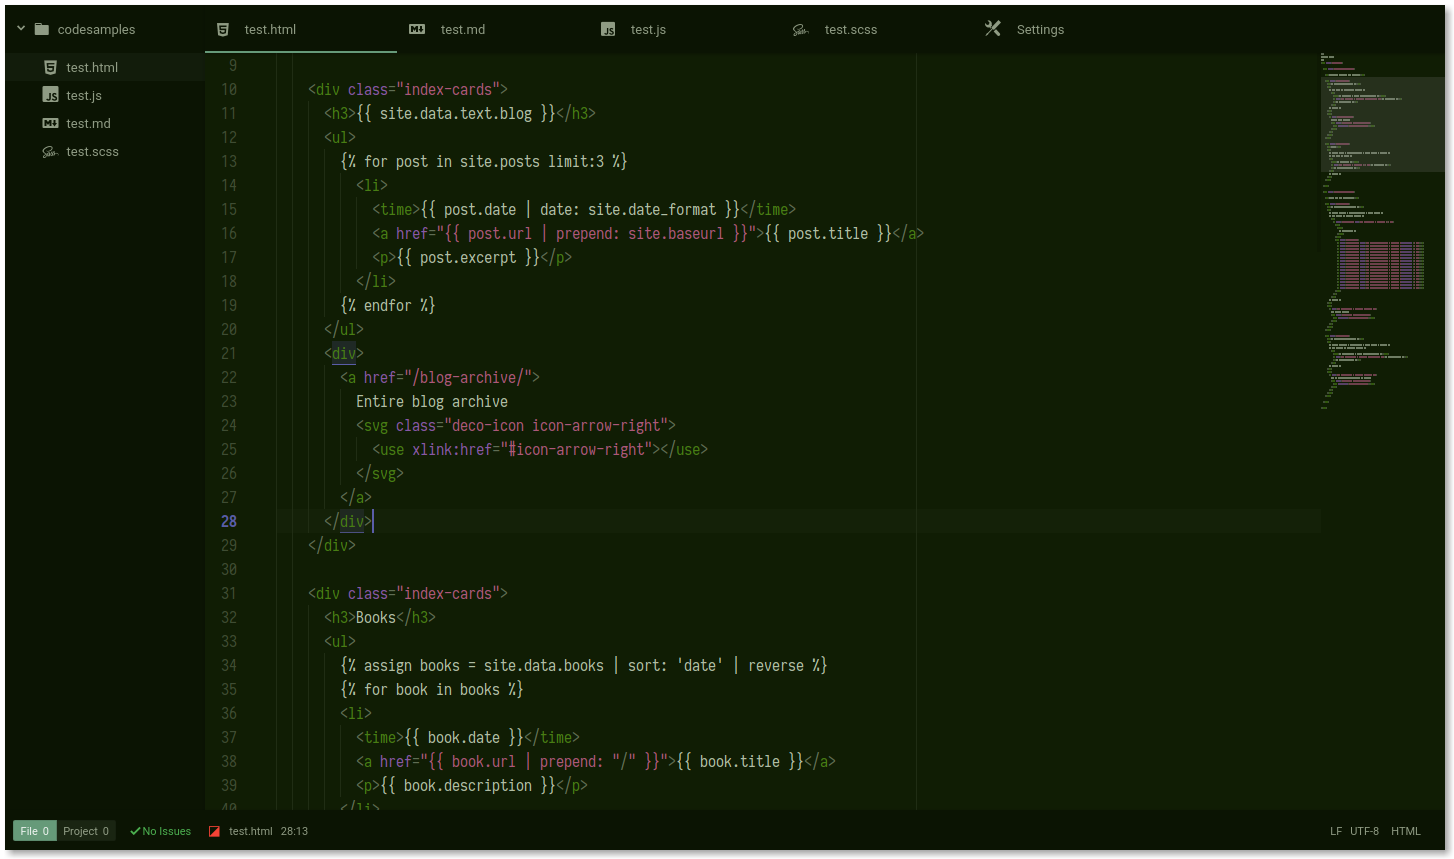 codesamples
test.html
test.js
test.md
test.scss
test.html test.md test.js test.scss Settings
9
10 <div class="index-cards">
11 <h3>{{ site.data.text.blog }}</h3>
12 <ul>
13 {% for post in site.posts limit:3 %}
14 <li>
15 <time>{{ post.date | date: site.date_format }}</time>
16 <a href="{{ post.url | prepend: site.baseurl }}">{{ post.title }}</a>
17 <p>{{ post.excerpt }}</p>
18 </li>
19 {% endfor %}
20 </ul>
21 <div>
22 <a href="/blog-archive/">
23 Entire blog archive
24 <svg class="deco-icon icon-arrow-right">
25 <use xlink:href="#icon-arrow-right"></use>
26 </svg>
27 </a>
28 </div>
29 </div>
30
31 <div class="index-cards">
32 <h3>Books</h3>
33 <ul>
34 {% assign books = site.data.books | sort: 'date' | reverse %}
35 {% for book in books %}
36 <li>
37 <time>{{ book.date }}</time>
38 <a href="{{ book.url | prepend: "/" }}">{{ book.title }}</a>
39 <p>{{ book.description }}</p>
40 </li>
File 0 Project 0 No Issues test.html 28:13 LF UTF-8 HTML